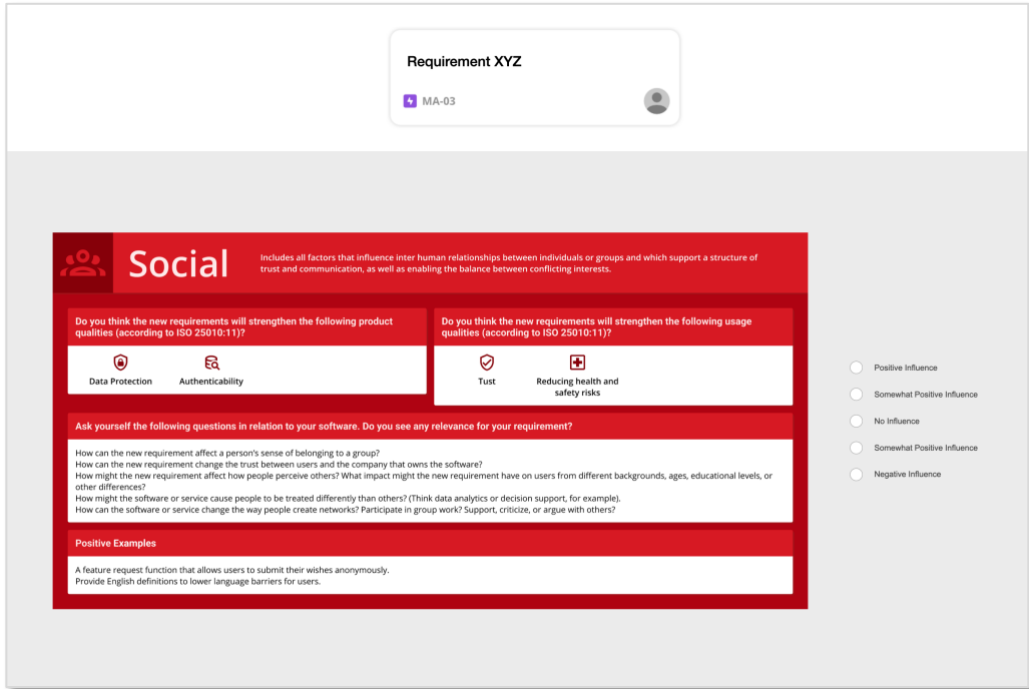 Requirement XYZ
MA-03
Social
Includes all factors that influence inter human relationships between individuals or groups and which support a structure of
trust and communication, as well as enabling the balance between conflicting interests.
Do you think the new requirements will strengthen the following product
qualities (according to ISO 25010:11)?
Data Protection
Authenticability
Do you think the new requirements will strengthen the following usage
qualities (according to ISO 25010:11)?
Tust
Reducing health and
safety risks
Ask yourself the following questions in relation to your software. Do you see any relevance for your requirement?
How can the new requirement affect a person's sense of belonging to a group?
How can the new requirement change the trust between users and the company that owns the software?
How might the new requirement affect how people perceive others? What impact might the new requirement have on users from different backgrounds, ages, educational levels, or
other differences?
How might the software or service cause people to be treated differently than others? (Think data analytics or decision support, for example).
How can the software or service change the way people create networks? Participate in group work? Support, criticize, or argue with others?
Positive Examples
A feature request function that allows users to submit their wishes anonymously.
Provide English definitions to lower language barriers for users.
Positive Influence
Somewhat Positive Influence
No Influence
Somewhat Positive Influence
Negative Influence